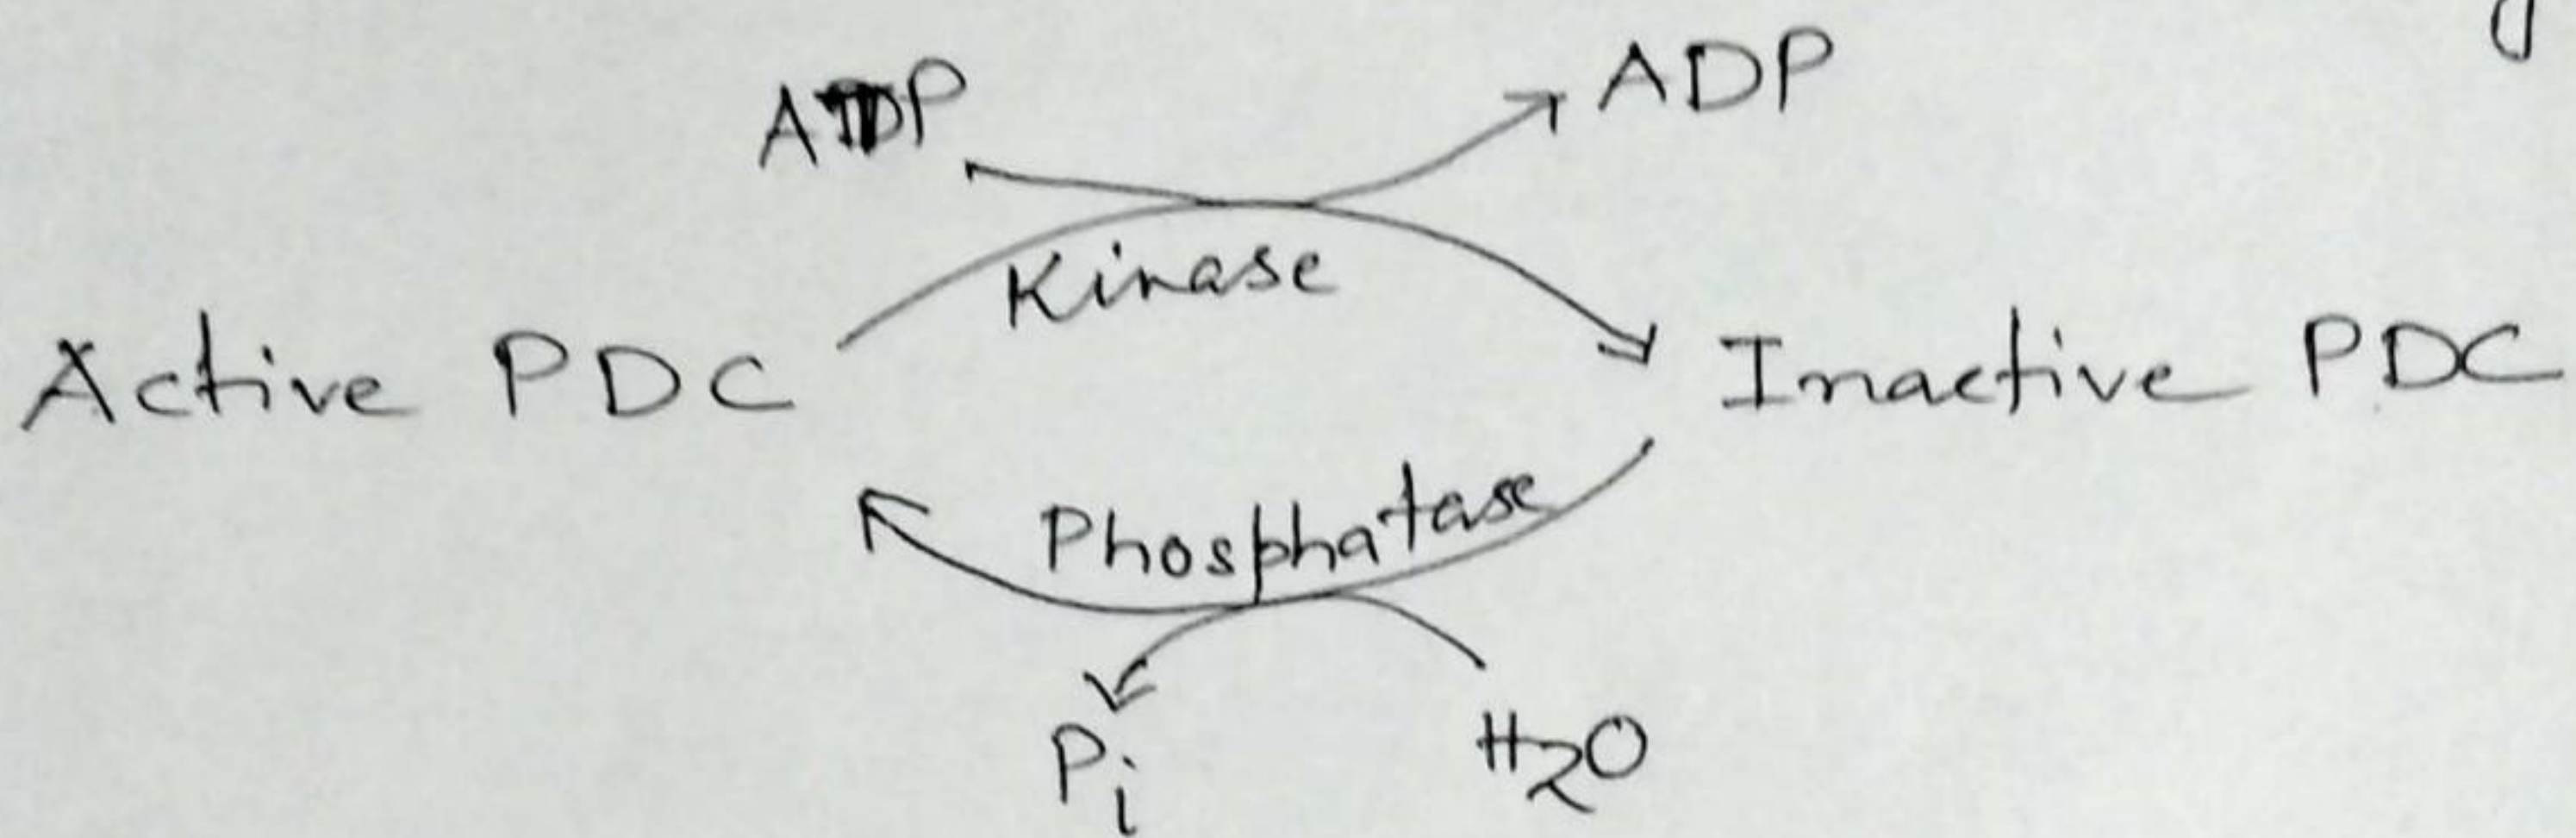 ATP
ADP
Kinase
Active PDC
Inactive PDC
Phosphatase
Pi
H2O